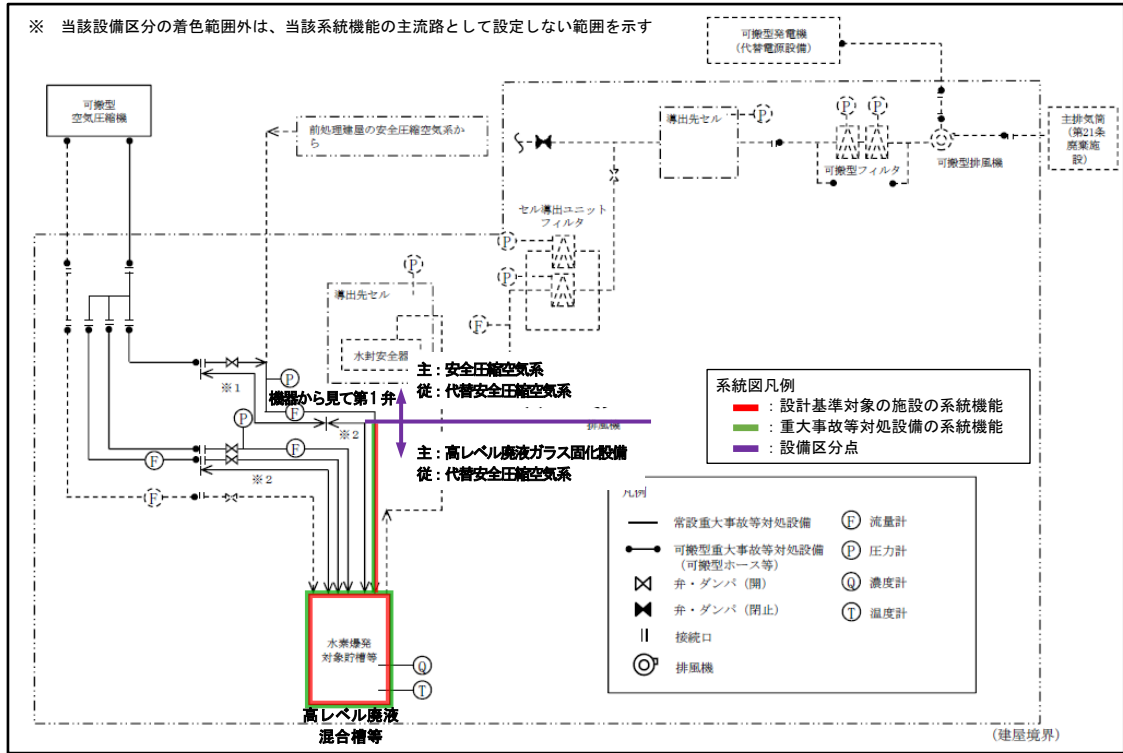 ※ 当該設備区分の着色範囲外は、当該系統機能の主流路として設定しない範囲を示す
可搬型発電機
(代替電源設備)
可搬型
空気圧縮機
前処理建屋の安全圧縮空気系か
ら
導出先セル
P
P
P
主排気筒
(第21条
廃棄施
設)
可搬型フィルタ
可搬型排風機
セル導出ユニット
フィルタ
P
P
P
導出先セル
F
水封安全器
主：安全圧縮空気系
従：代替安全圧縮空気系
P
※1
機器から見て第1弁
F
P
※2
排風機
系統図凡例
：設計基準対象の施設の系統機能
：重大事故等対処設備の系統機能
：設備区分点
主：高レベル廃液ガラス固化設備
従：代替安全圧縮空気系
F
F
※2
F
凡例
常設重大事故等対処設備
F 流量計
可搬型重大事故等対処設備
(可搬型ホース等)
P 圧力計
弁・ダンパ (開)
Q 濃度計
弁・ダンパ (閉止)
T 温度計
接続口
排風機
水素爆発
対象貯槽等
Q
T
高レベル廃液
混合槽等
(建屋境界)